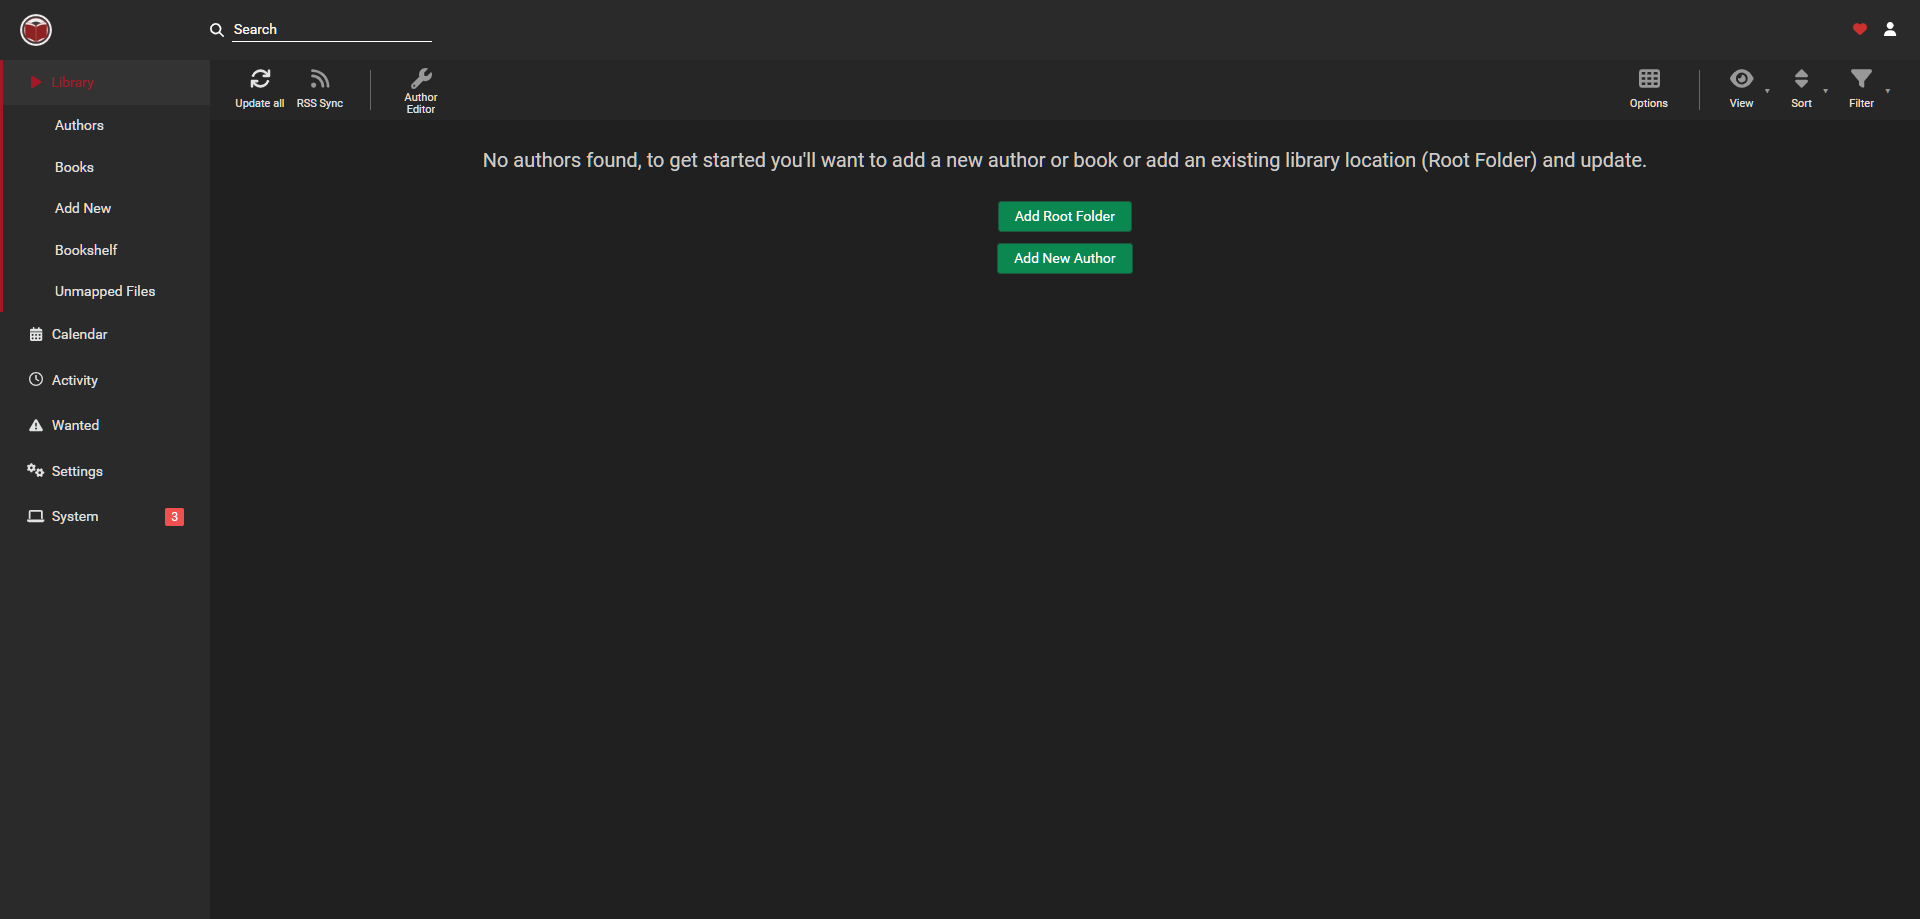 Search
Library
Authors
Books
Add New
Bookshelf
Unmapped Files
Calendar
Activity
Wanted
Settings
System 3
Update all
RSS Sync
Author
Editor
Options
View
Sort
Filter
No authors found, to get started you'll want to add a new author or book or add an existing library location (Root Folder) and update.
Add Root Folder
Add New Author